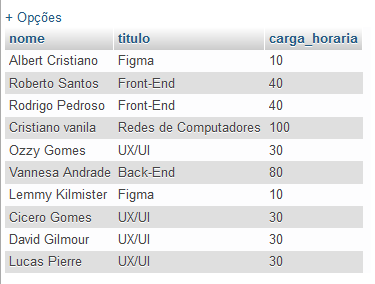 + Opções
nome titulo carga_horaria
Albert Cristiano Figma 10
Roberto Santos Front-End 40
Rodrigo Pedroso Front-End 40
Cristiano vanila Redes de Computadores 100
Ozzy Gomes UX/UI 30
Vannesa Andrade Back-End 80
Lemmy Kilmister Figma 10
Cicero Gomes UX/UI 30
David Gilmour UX/UI 30
Lucas Pierre UX/UI 30